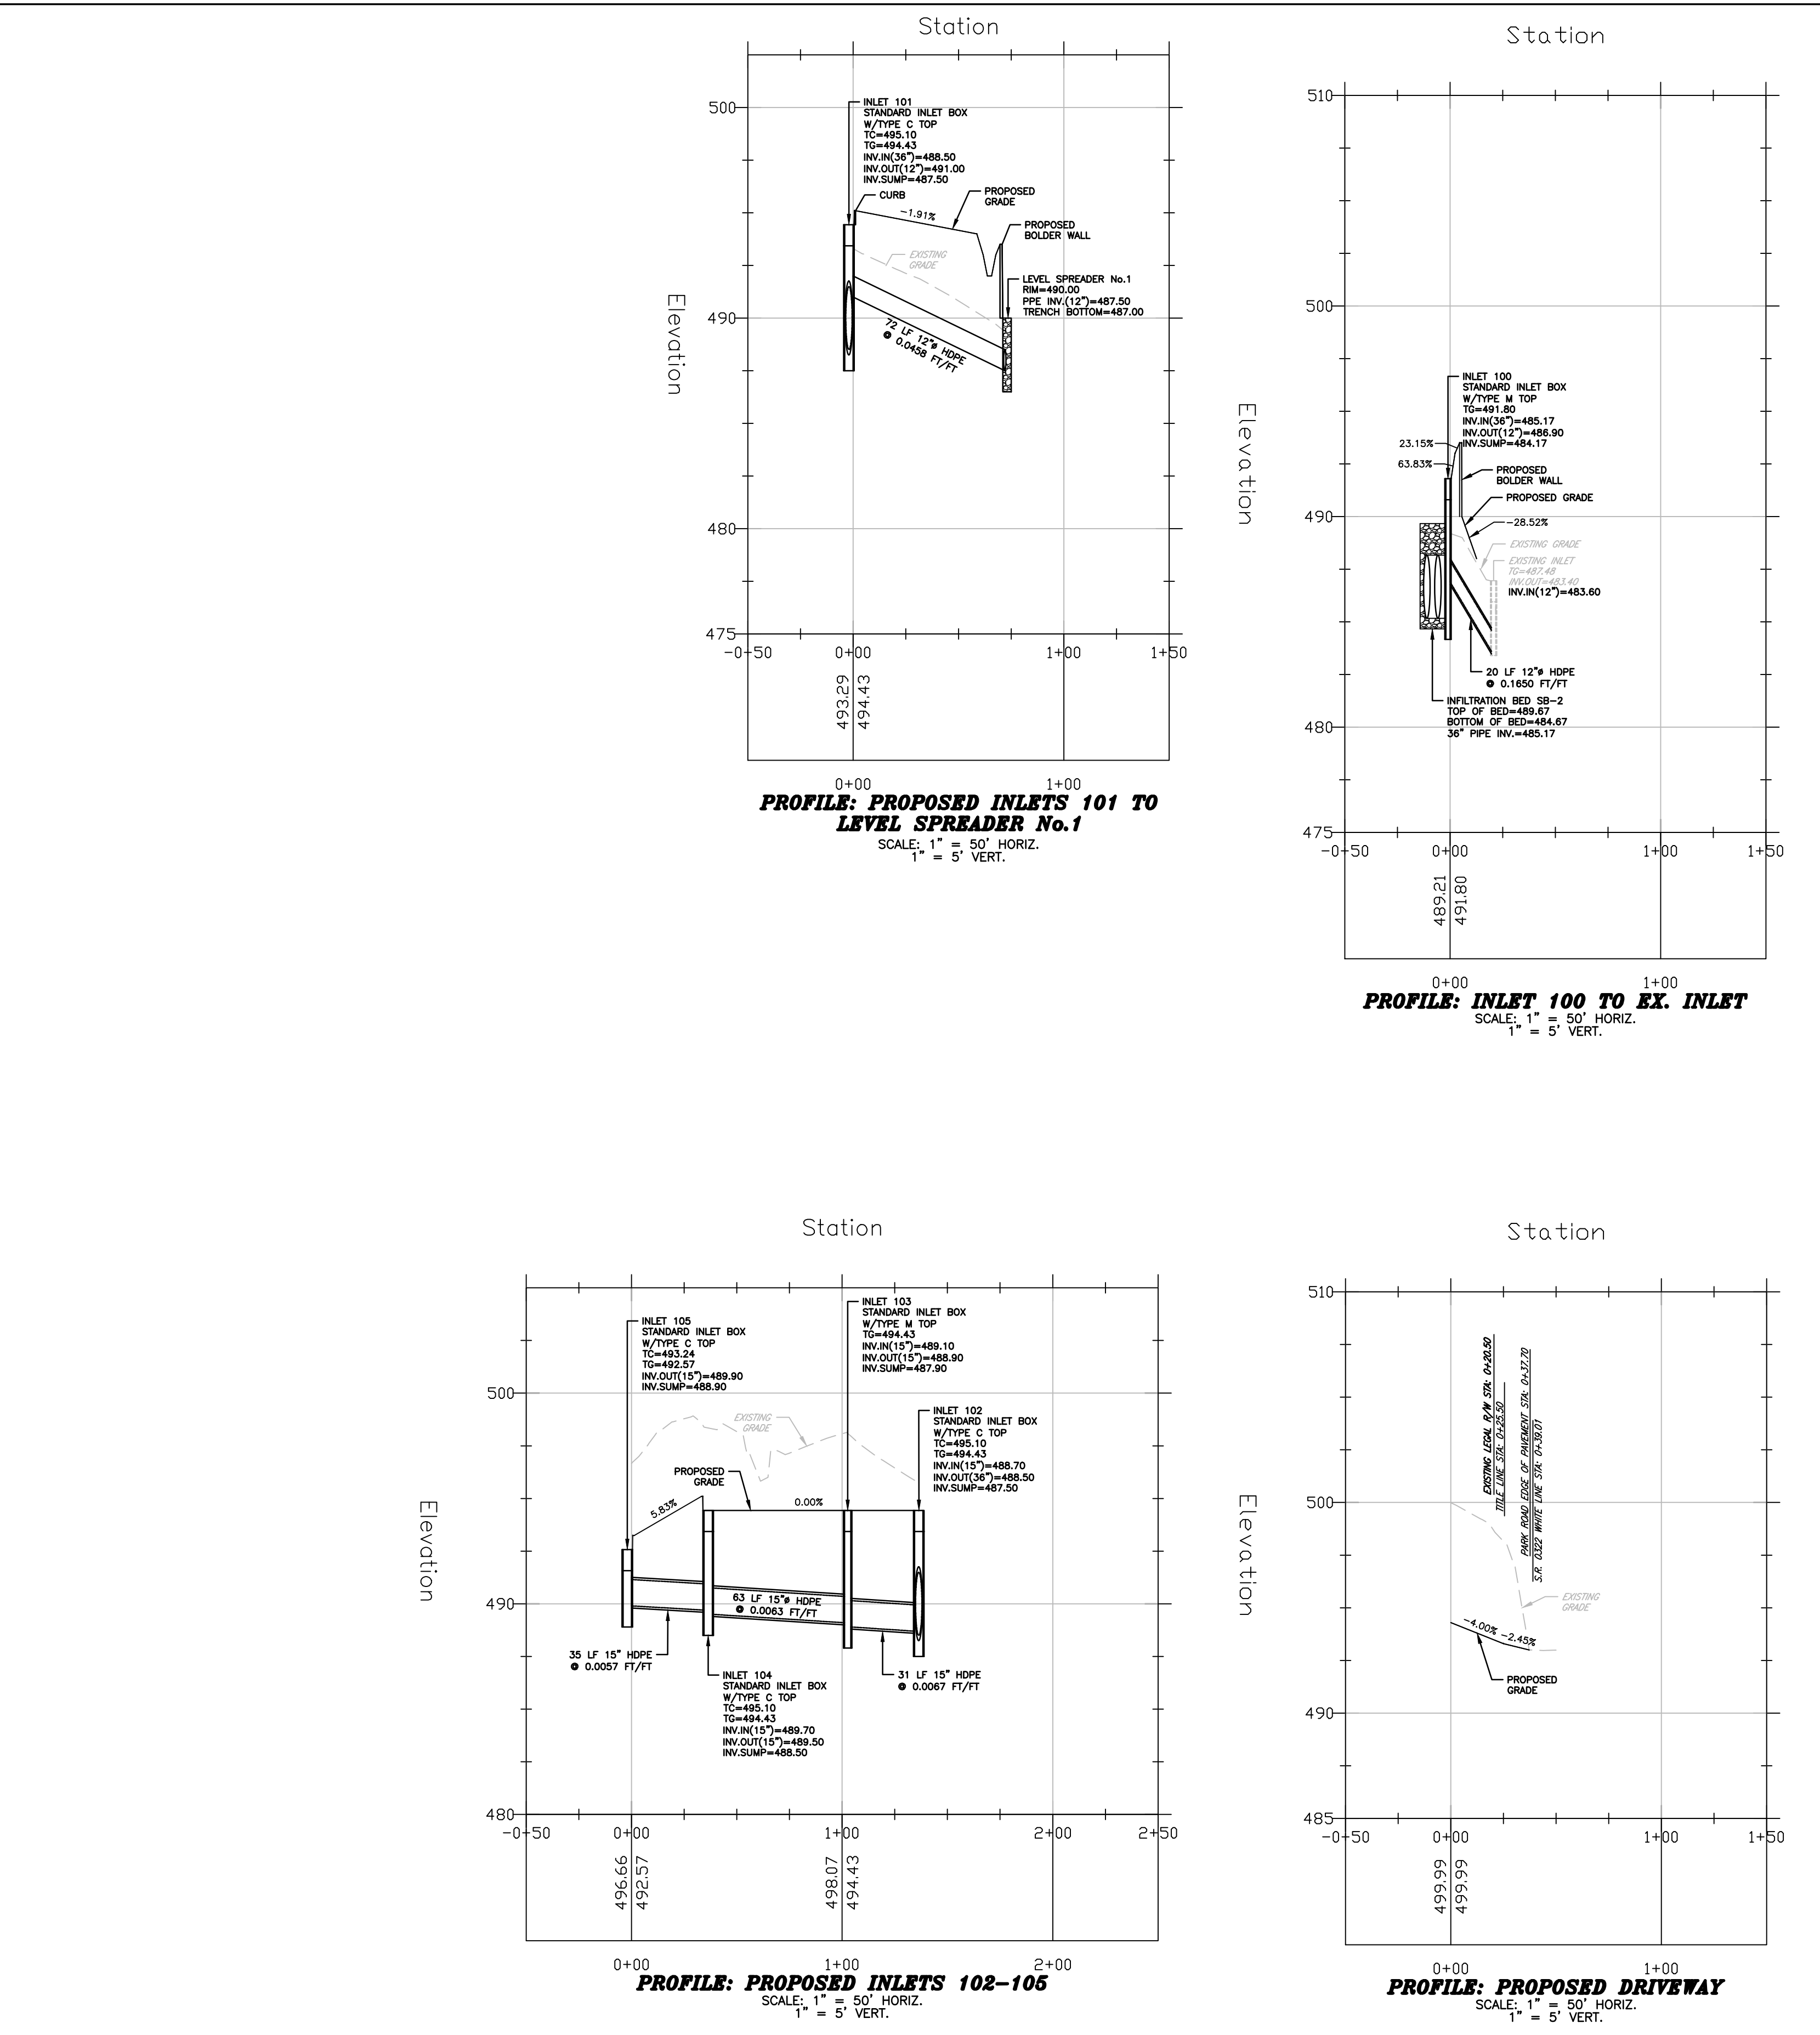 Station
500
490
480
475
Elevation
INLET 101
STANDARD INLET BOX
W/TYPE C TOP
TC=495.10
TG=494.43
INV.IN(36")=488.50
INV.OUT(12")=491.00
INV.SUMP=487.50
CURB
-1.91%
PROPOSED
GRADE
PROPOSED
BOLDER WALL
EXISTING
GRADE
LEVEL SPREADER No.1
RIM=490.00
PPE INV.(12")=487.50
TRENCH BOTTOM=487.00
72 LF 12"ø HDPE
@ 0.0458 FT/FT
-0+50 0+00 1+00 1+50
493.29
494.43
0+00 1+00
PROFILE: PROPOSED INLETS 101 TO
LEVEL SPREADER No.1
SCALE: 1" = 50' HORIZ.
1" = 5' VERT.
Station
510
500
490
480
475
Elevation
INLET 100
STANDARD INLET BOX
W/TYPE M TOP
TG=491.80
INV.IN(36")=485.17
INV.OUT(12")=486.90
INV.SUMP=484.17
23.15%
63.83%
PROPOSED
BOLDER WALL
PROPOSED GRADE
-28.52%
EXISTING GRADE
EXISTING INLET
TG=487.48
INV.OUT=483.40
INV.IN(12")=483.60
20 LF 12"ø HDPE
@ 0.1650 FT/FT
INFILTRATION BED SB-2
TOP OF BED=489.67
BOTTOM OF BED=484.67
36" PIPE INV.=485.17
-0+50 0+00 1+00 1+50
489.21
491.80
0+00 1+00
PROFILE: INLET 100 TO EX. INLET
SCALE: 1" = 50' HORIZ.
1" = 5' VERT.
Station
500
490
480
Elevation
INLET 105
STANDARD INLET BOX
W/TYPE C TOP
TC=493.24
TG=492.57
INV.OUT(15")=489.90
INV.SUMP=488.90
INLET 103
STANDARD INLET BOX
W/TYPE M TOP
TG=494.43
INV.IN(15")=489.10
INV.OUT(15")=488.90
INV.SUMP=487.90
INLET 102
STANDARD INLET BOX
W/TYPE C TOP
TC=495.10
TG=494.43
INV.IN(15")=488.70
INV.OUT(36")=488.50
INV.SUMP=487.50
EXISTING
GRADE
PROPOSED
GRADE
5.83%
0.00%
63 LF 15"ø HDPE
@ 0.0063 FT/FT
35 LF 15" HDPE
@ 0.0057 FT/FT
31 LF 15" HDPE
@ 0.0067 FT/FT
INLET 104
STANDARD INLET BOX
W/TYPE C TOP
TC=495.10
TG=494.43
INV.IN(15")=489.70
INV.OUT(15")=489.50
INV.SUMP=488.50
-0+50 0+00 1+00 2+00 2+50
496.66
492.57
498.07
494.43
0+00 1+00 2+00
PROFILE: PROPOSED INLETS 102-105
SCALE: 1" = 50' HORIZ.
1" = 5' VERT.
Station
510
500
490
485
Elevation
EXISTING LEGAL R/W STA: 0+20.50
TITLE LINE STA: 0+25.50
PARK ROAD EDGE OF PAVEMENT STA: 0+37.70
S.R. 0322 WHITE LINE STA: 0+39.01
EXISTING
GRADE
-4.00%
-2.45%
PROPOSED
GRADE
-0+50 0+00 1+00 1+50
499.99
499.99
0+00 1+00
PROFILE: PROPOSED DRIVEWAY
SCALE: 1" = 50' HORIZ.
1" = 5' VERT.